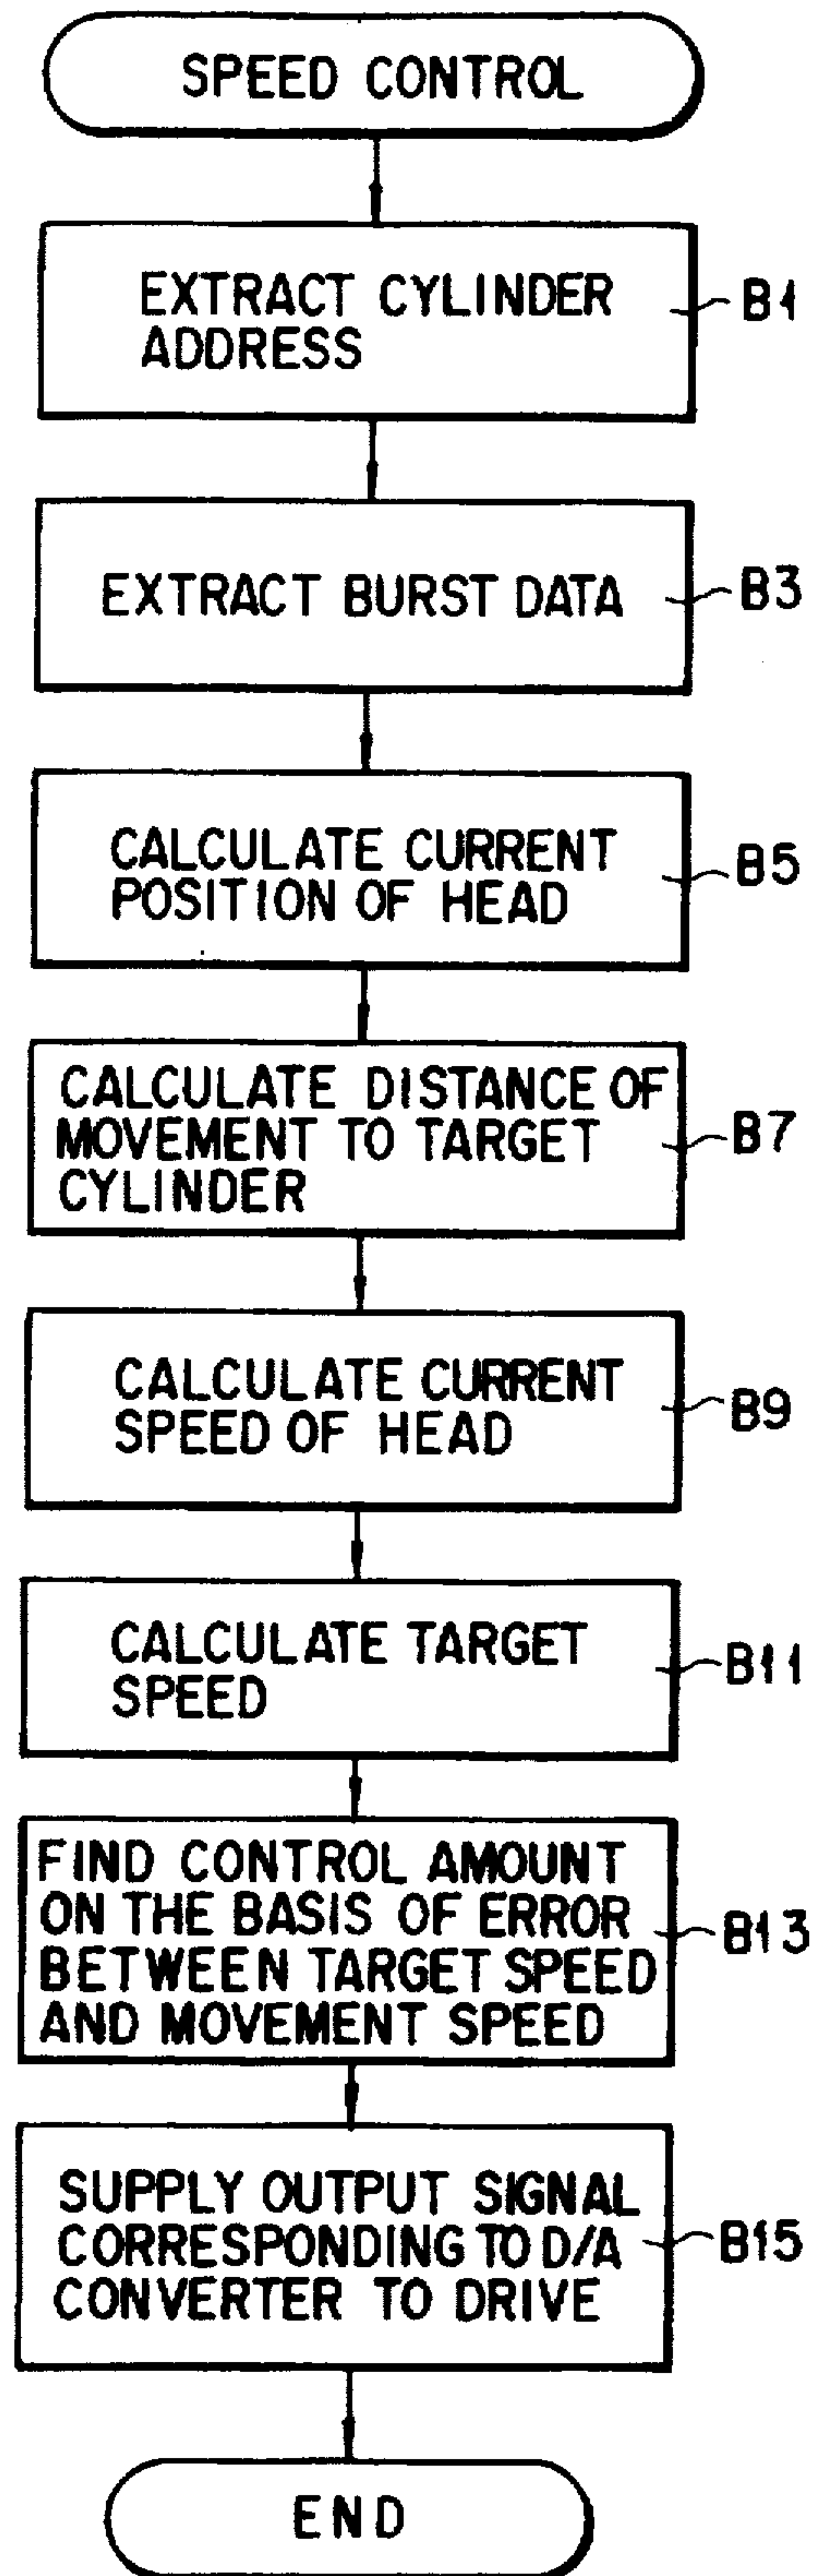 SPEED CONTROL
EXTRACT CYLINDER
ADDRESS
B1
EXTRACT BURST DATA
B3
CALCULATE CURRENT
POSITION OF HEAD
B5
CALCULATE DISTANCE OF
MOVEMENT TO TARGET
CYLINDER
B7
CALCULATE CURRENT
SPEED OF HEAD
B9
CALCULATE TARGET
SPEED
B11
FIND CONTROL AMOUNT
ON THE BASIS OF ERROR
BETWEEN TARGET SPEED
AND MOVEMENT SPEED
B13
SUPPLY OUTPUT SIGNAL
CORRESPONDING TO D/A
CONVERTER TO DRIVE
B15
END